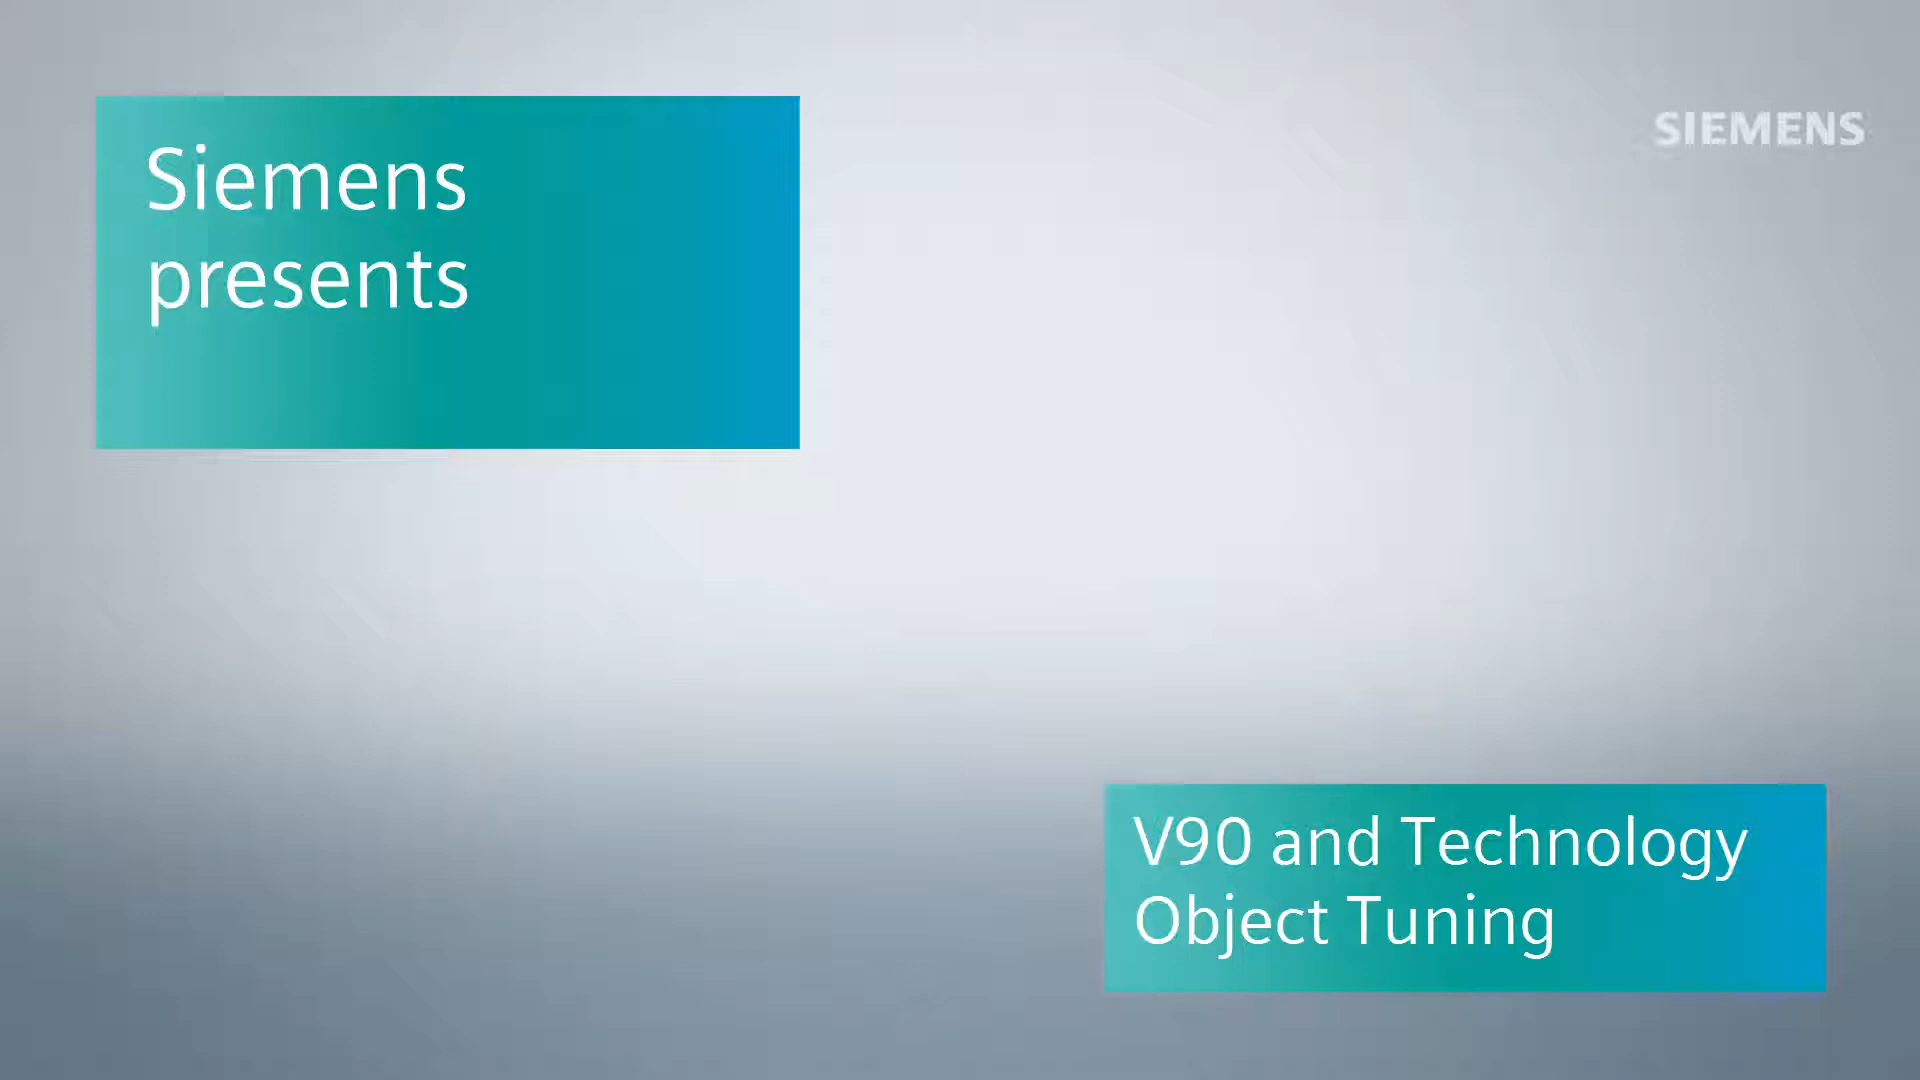 Siemens
presents
SIEMENS
V90 and Technology
Object Tuning